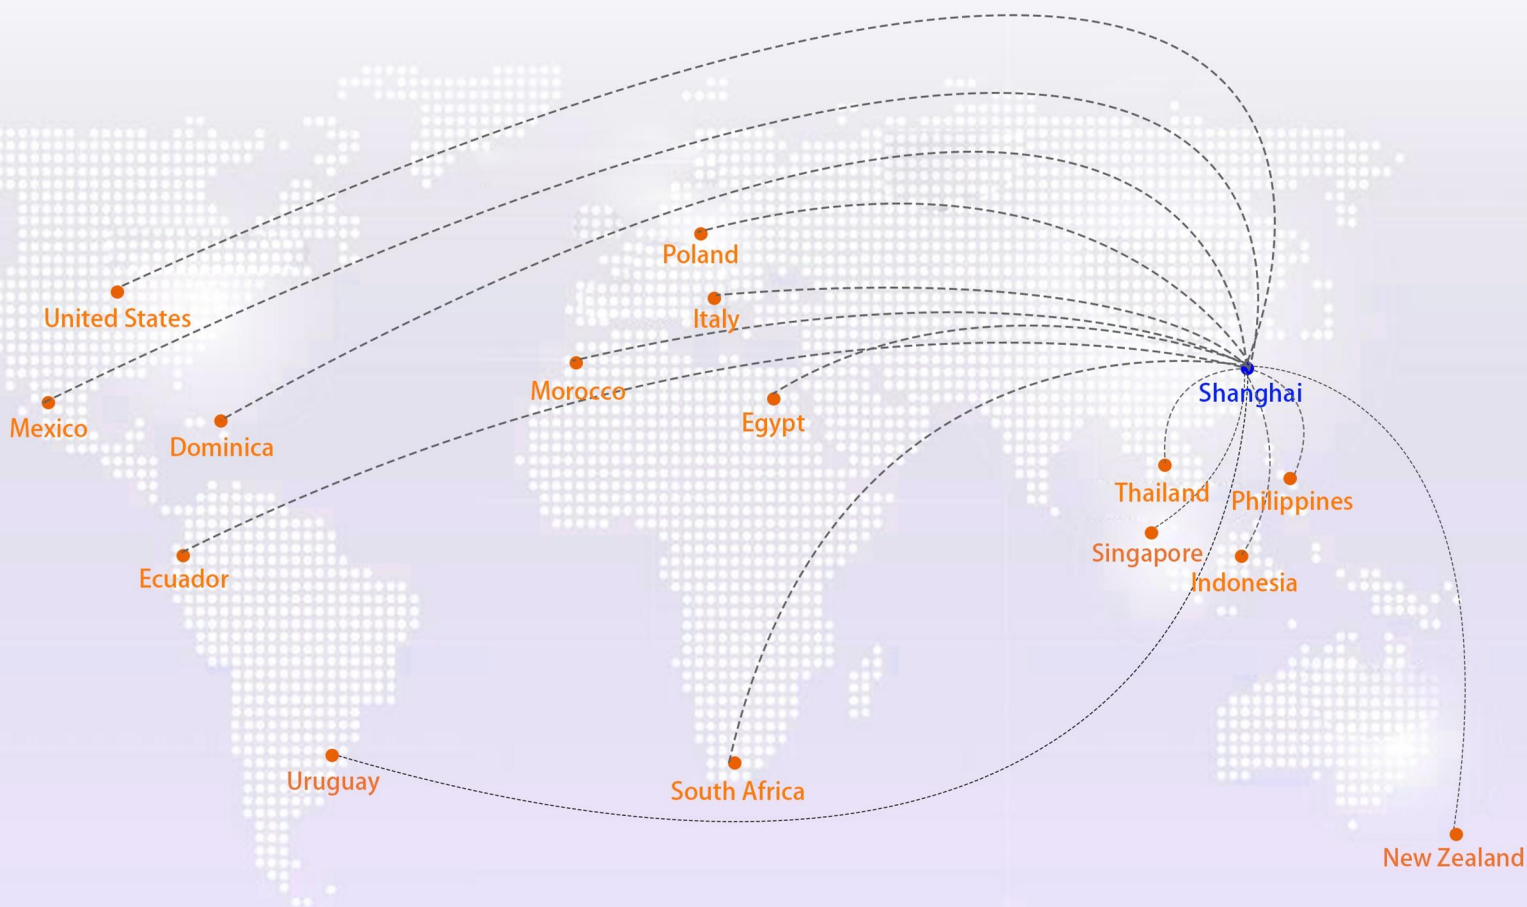 Poland
United States
Italy
Morocco
Shanghai
Mexico
Dominica
Egypt
Thailand
Philippines
Singapore
Ecuador
Indonesia
Uruguay
South Africa
New Zealand